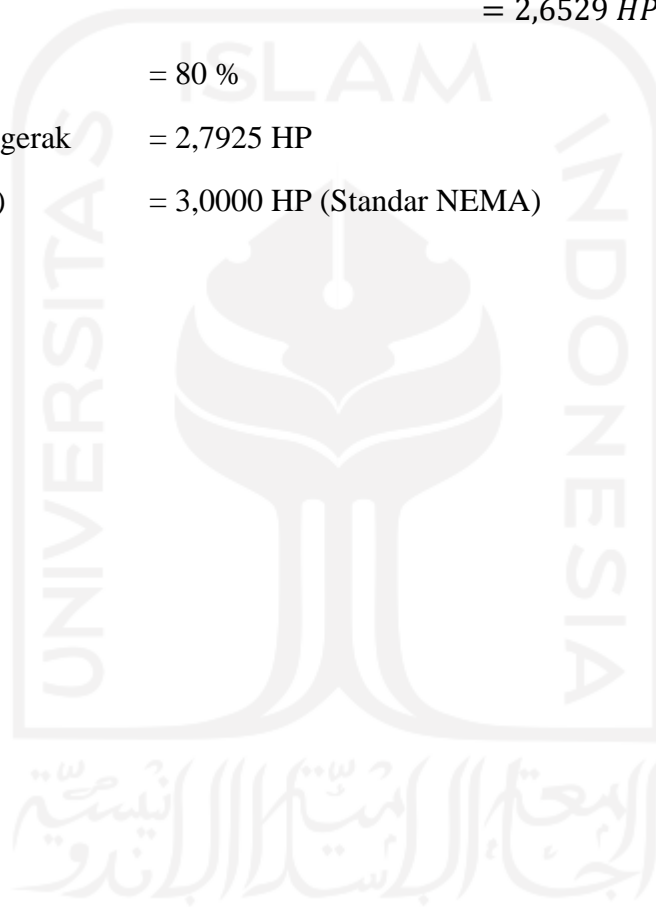 = 2,6529 HP
= 80 %
gerak = 2,7925 HP
) = 3,0000 HP (Standar NEMA)
ISLAM
UNIVERSITAS
INDONESIA